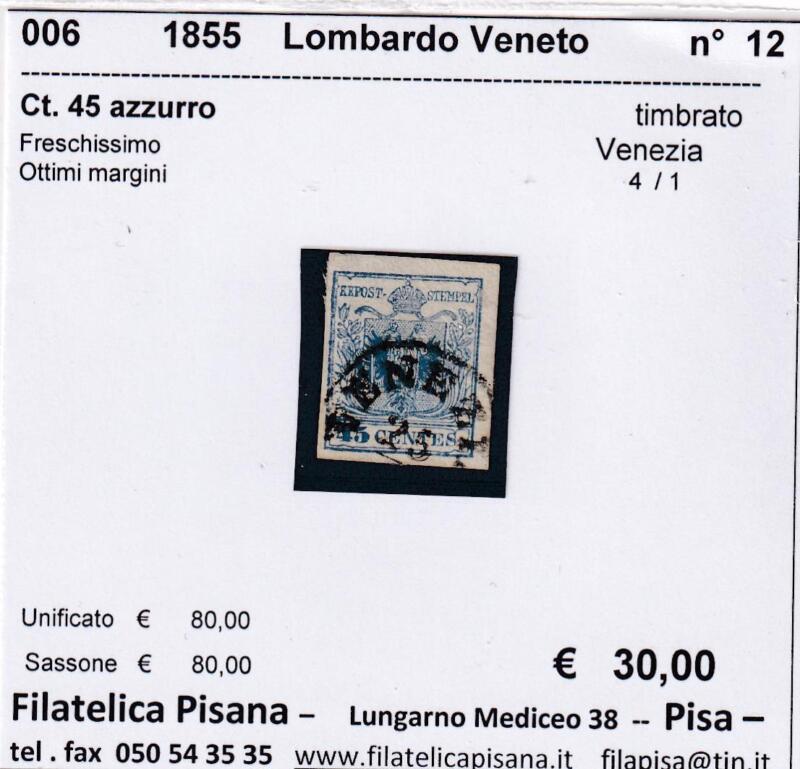 006 1855 Lombardo Veneto n° 12
Ct. 45 azzurro timbrato
Freschissimo Venezia
Ottimi margini 4 / 1
KKPOST- STEMPEL
VENEZ
45 CENTES.
Unificato € 80,00
Sassone € 80,00
€ 30,00
Filatelica Pisana – Lungarno Mediceo 38 -- Pisa –
tel . fax 050 54 35 35 www.filatelicapisana.it filapisa@tin.it